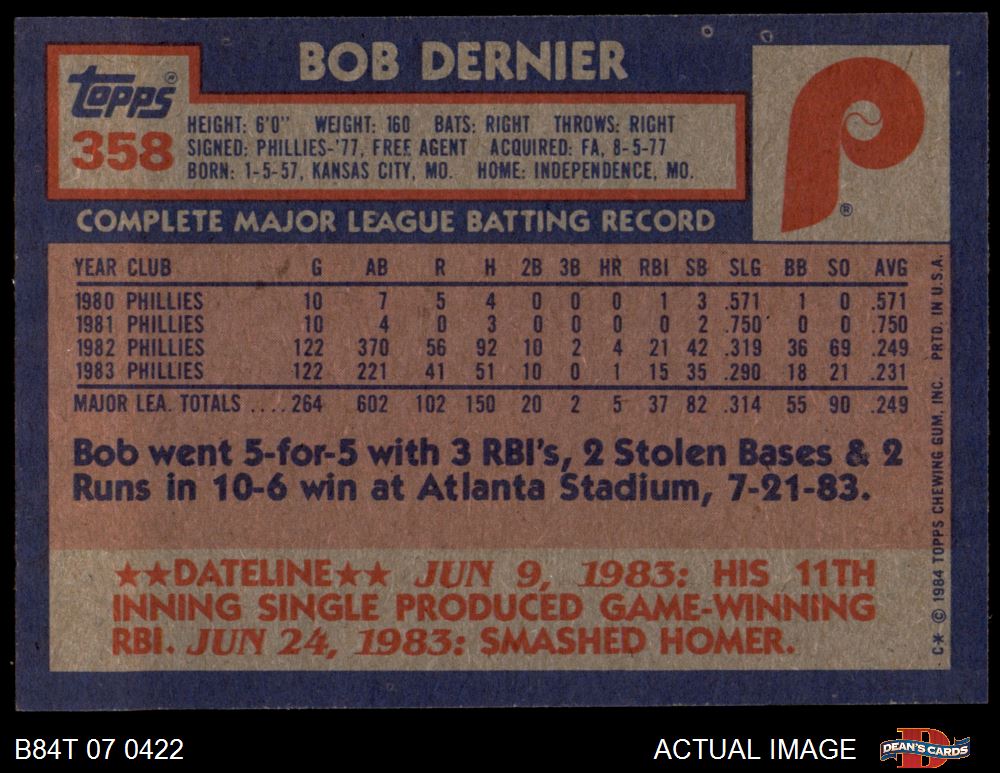 BOB DERNIER
topps®
358
HEIGHT: 6'0" WEIGHT: 160 BATS: RIGHT THROWS: RIGHT
SIGNED: PHILLIES-'77, FREE AGENT ACQUIRED: FA, 8-5-77
BORN: 1-5-57, KANSAS CITY, MO. HOME: INDEPENDENCE, MO.
P®
COMPLETE MAJOR LEAGUE BATTING RECORD
YEAR CLUB G AB R H 2B 3B HR RBI SB SLG BB SO AVG
1980 PHILLIES 10 7 5 4 0 0 0 1 3 .571 1 0 .571
1981 PHILLIES 10 4 0 3 0 0 0 0 2 .750 0 0 .750
1982 PHILLIES 122 370 56 92 10 2 4 21 42 .319 36 69 .249
1983 PHILLIES 122 221 41 51 10 0 1 15 35 .290 18 21 .231
MAJOR LEA. TOTALS ....264 602 102 150 20 2 5 37 82 .314 55 90 .249
Bob went 5-for-5 with 3 RBI's, 2 Stolen Bases & 2
Runs in 10-6 win at Atlanta Stadium, 7-21-83.
★★DATELINE★★ JUN 9, 1983: HIS 11TH
INNING SINGLE PRODUCED GAME-WINNING
RBI. JUN 24, 1983: SMASHED HOMER.
C* © 1984 TOPPS CHEWING GUM, INC. PRTD. IN U.S.A.
B84T 07 0422
ACTUAL IMAGE
D
DEAN'S CARDS